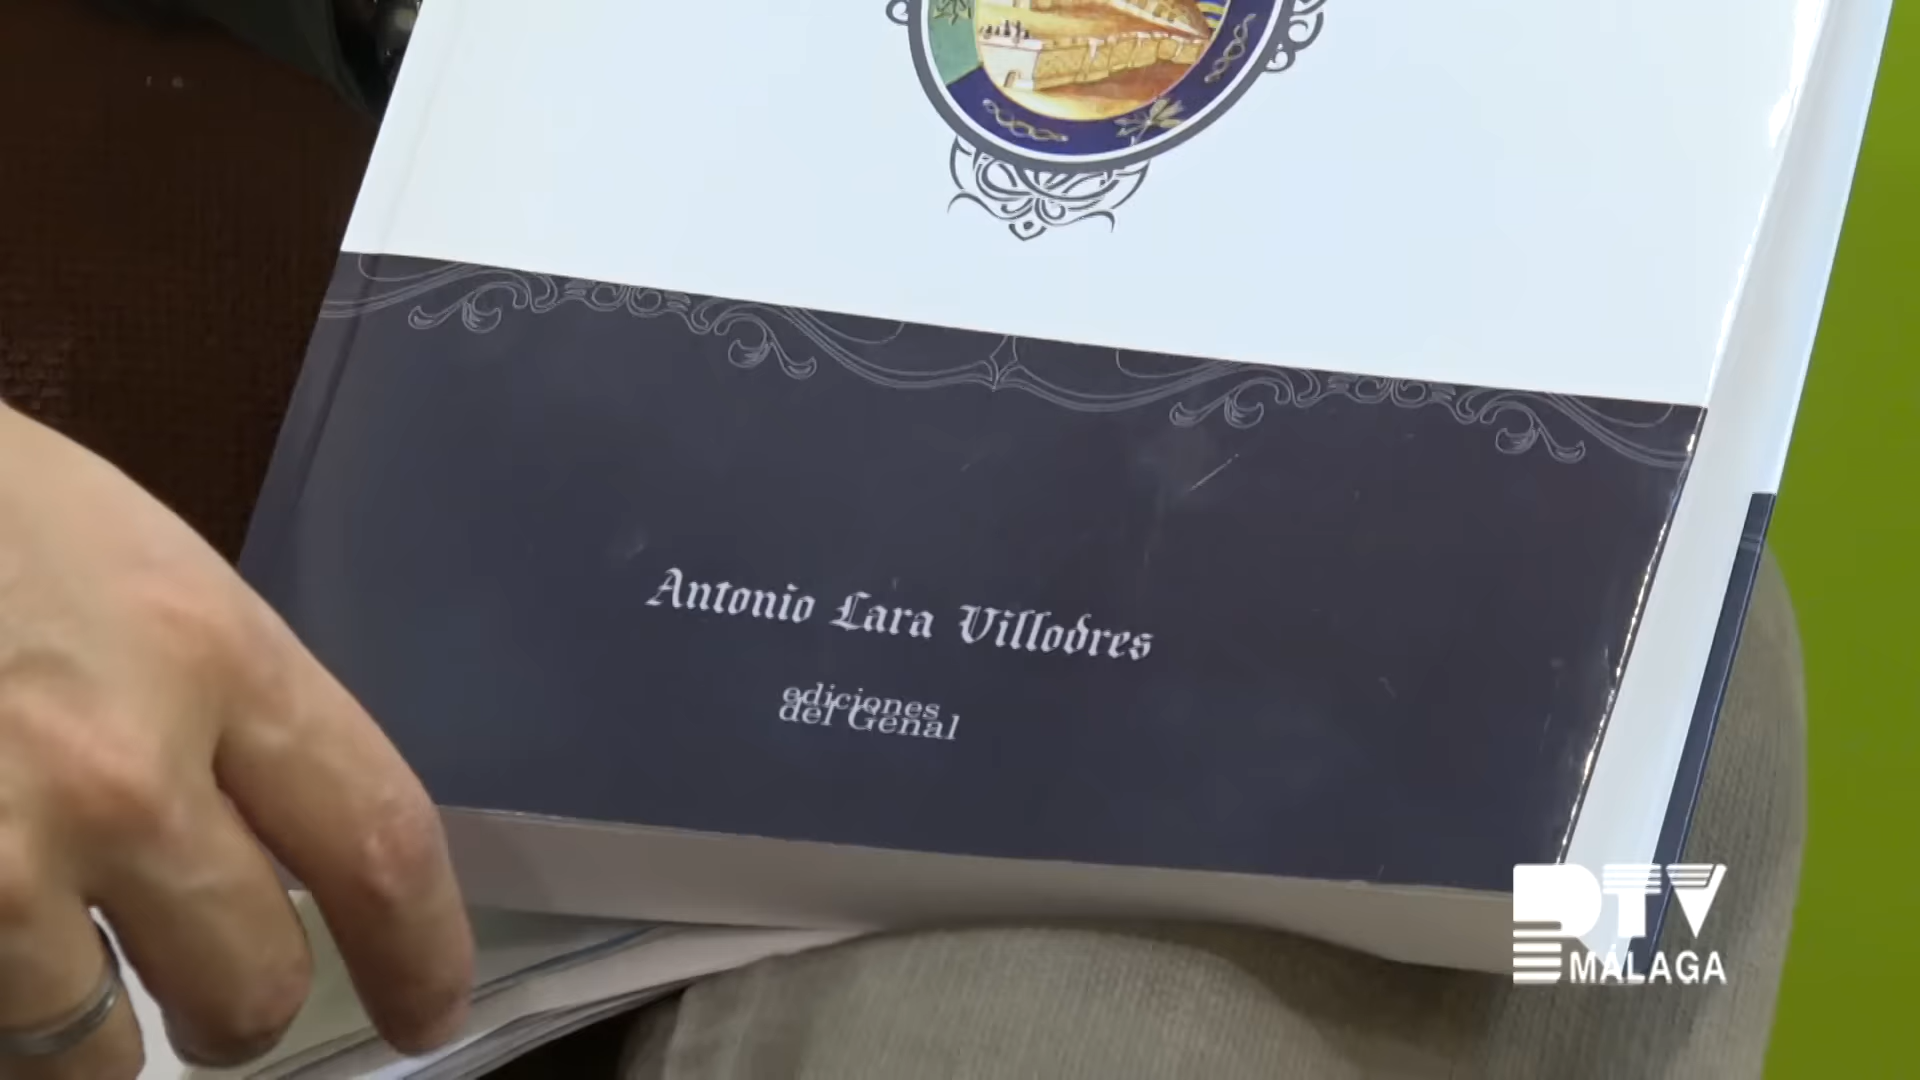 Antonio Lara Villodres
ediciones
del Genal
RTV
MÁLAGA